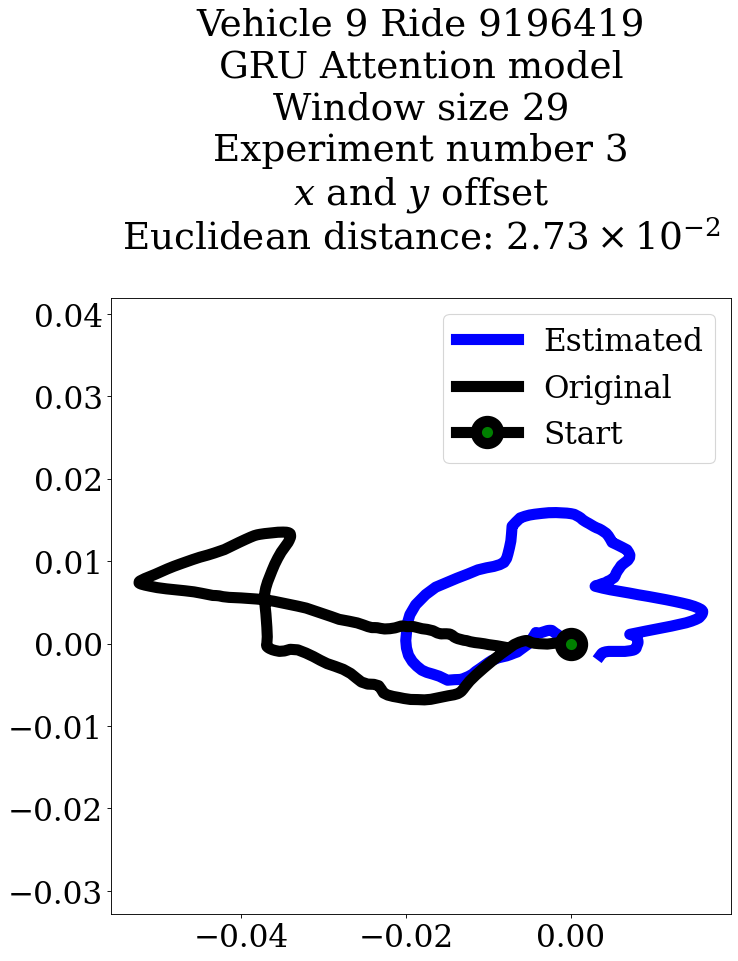 Vehicle 9 Ride 9196419
GRU Attention model
Window size 29
Experiment number 3
x and y offset
Euclidean distance: 2.73 × 10⁻²
Estimated
Original
Start
0.04
0.03
0.02
0.01
0.00
−0.01
−0.02
−0.03
−0.04
−0.02
0.00